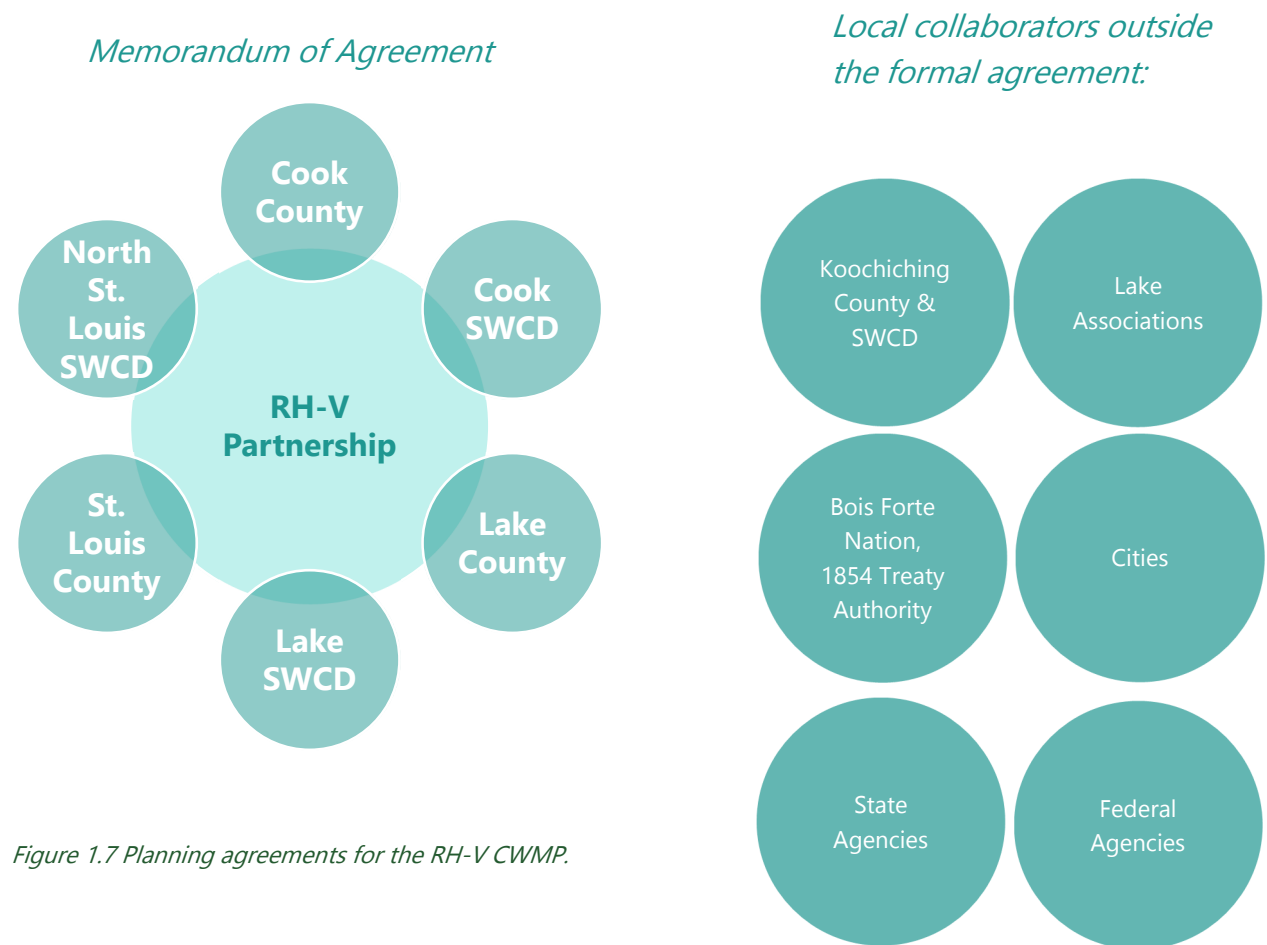 Memorandum of Agreement
Cook
County
North
St.
Louis
SWCD
Cook
SWCD
RH-V
Partnership
St.
Louis
County
Lake
County
Lake
SWCD
Figure 1.7 Planning agreements for the RH-V CWMP.
Local collaborators outside
the formal agreement:
Koochiching
County &
SWCD
Lake
Associations
Bois Forte
Nation,
1854 Treaty
Authority
Cities
State
Agencies
Federal
Agencies